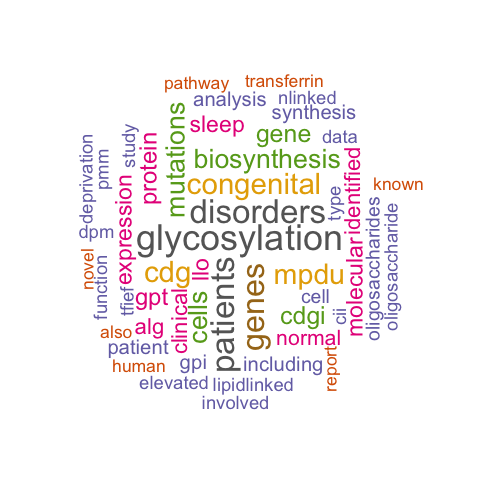 pathway
transferrin
analysis
nlinked
synthesis
sleep
gene
data
mutations
protein
study
deprivation
pmm
biosynthesis
congenital
known
identified
type
disorders
glycosylation
expression
dpm
oligosaccharides
oligosaccharide
molecular
cdg
llo
patients
genes
mpdu
novel
function
tfief
gpt
clinical
cells
cell
cdgi
cii
also
alg
normal
patient
human
gpi
including
report
elevated
lipidlinked
involved